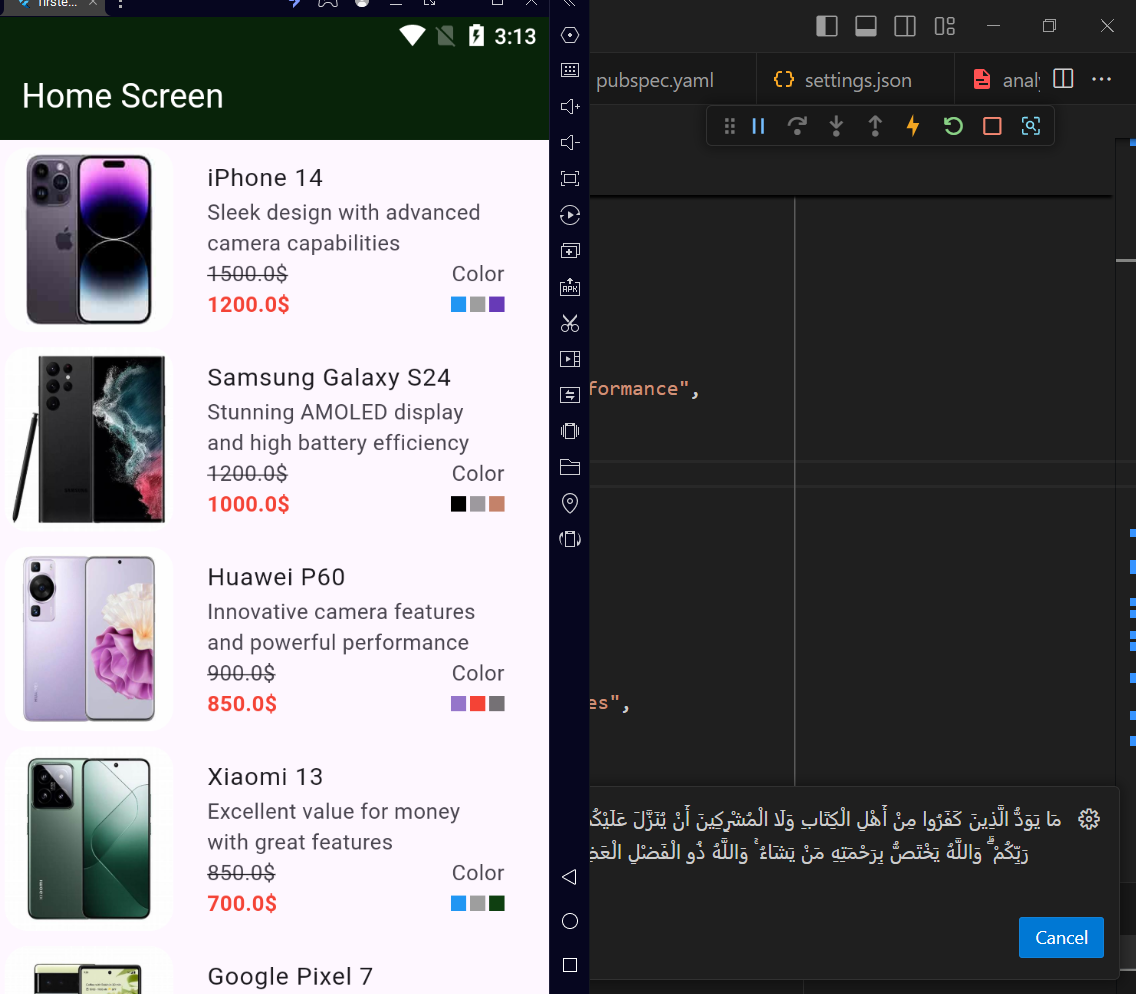 3:13
Home Screen
iPhone 14
Sleek design with advanced
camera capabilities
1500.0$
Color
1200.0$
Samsung Galaxy S24
Stunning AMOLED display
and high battery efficiency
1200.0$
Color
1000.0$
Huawei P60
Innovative camera features
and powerful performance
900.0$
Color
850.0$
Xiaomi 13
Excellent value for money
with great features
850.0$
Color
700.0$
Google Pixel 7
APK
pubspec.yaml
settings.json
formance",
es",
مَا يَوَدُّ الَّذِينَ كَفَرُوا مِنْ أَهْلِ الْكِتَابِ وَلَا الْمُشْرِكِينَ أَنْ يُنَزَّلَ
رَبِّكُمْ ۗ وَاللَّهُ يَخْتَصُّ بِرَحْمَتِهِ مَنْ يَشَاءُ ۚ وَاللَّهُ ذُو الْفَضْلِ
Cancel